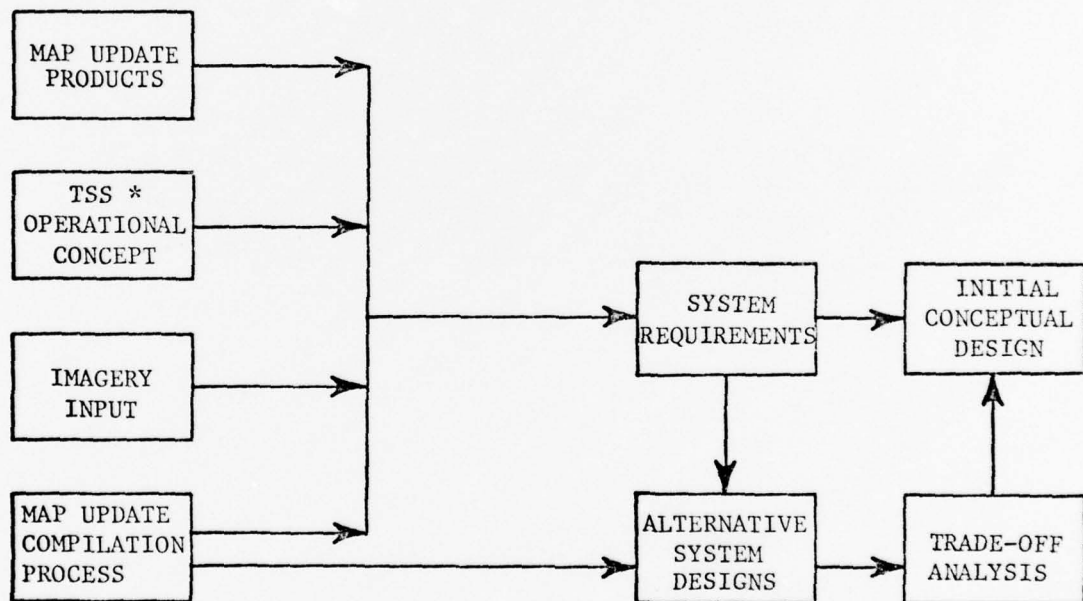 MAP UPDATE
PRODUCTS
TSS *
OPERATIONAL
CONCEPT
IMAGERY
INPUT
MAP UPDATE
COMPILATION
PROCESS
SYSTEM
REQUIREMENTS
INITIAL
CONCEPTUAL
DESIGN
ALTERNATIVE
SYSTEM
DESIGNS
TRADE-OFF
ANALYSIS